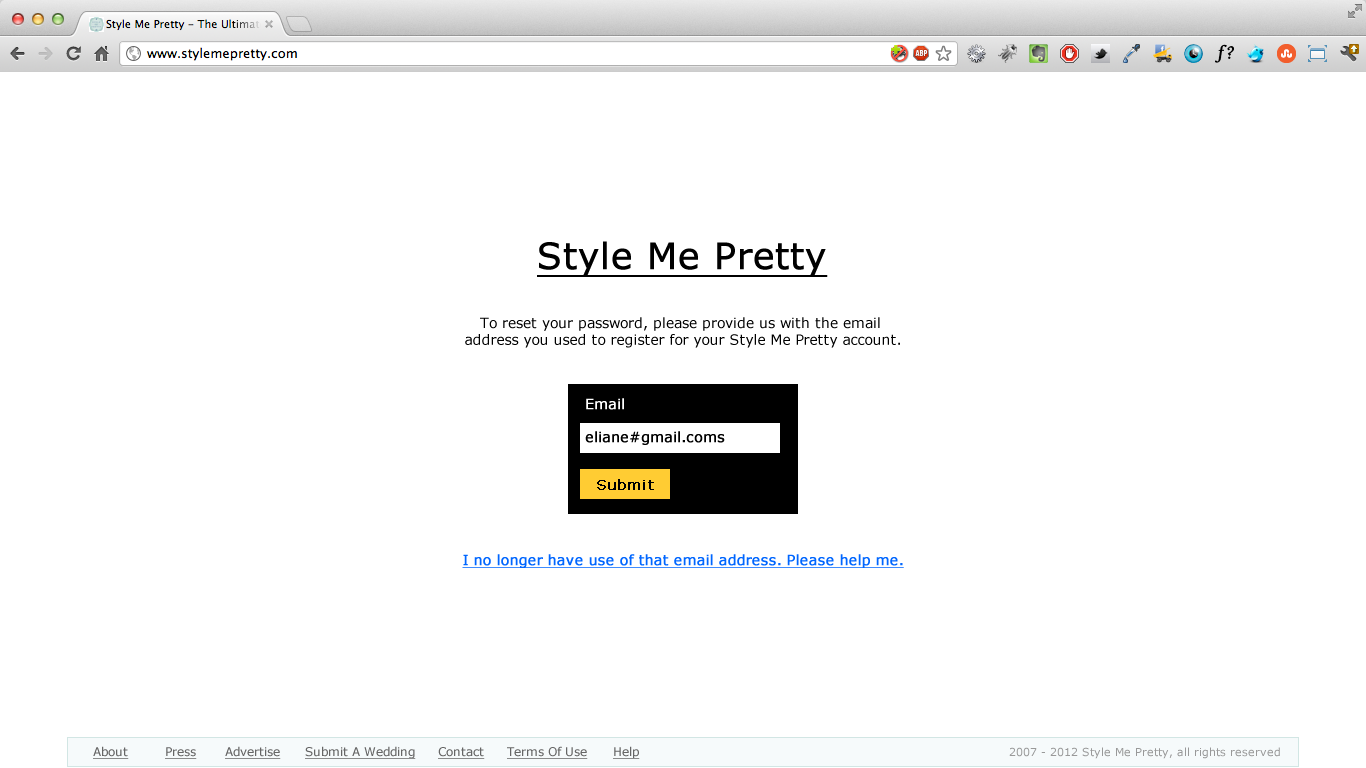 Style Me Pretty – The Ultimat
www.stylemepretty.com
ABP
f?
Style Me Pretty
To reset your password, please provide us with the email
address you used to register for your Style Me Pretty account.
Email
eliane#gmail.coms
Submit
I no longer have use of that email address. Please help me.
About Press Advertise Submit A Wedding Contact Terms Of Use Help 2007 - 2012 Style Me Pretty, all rights reserved